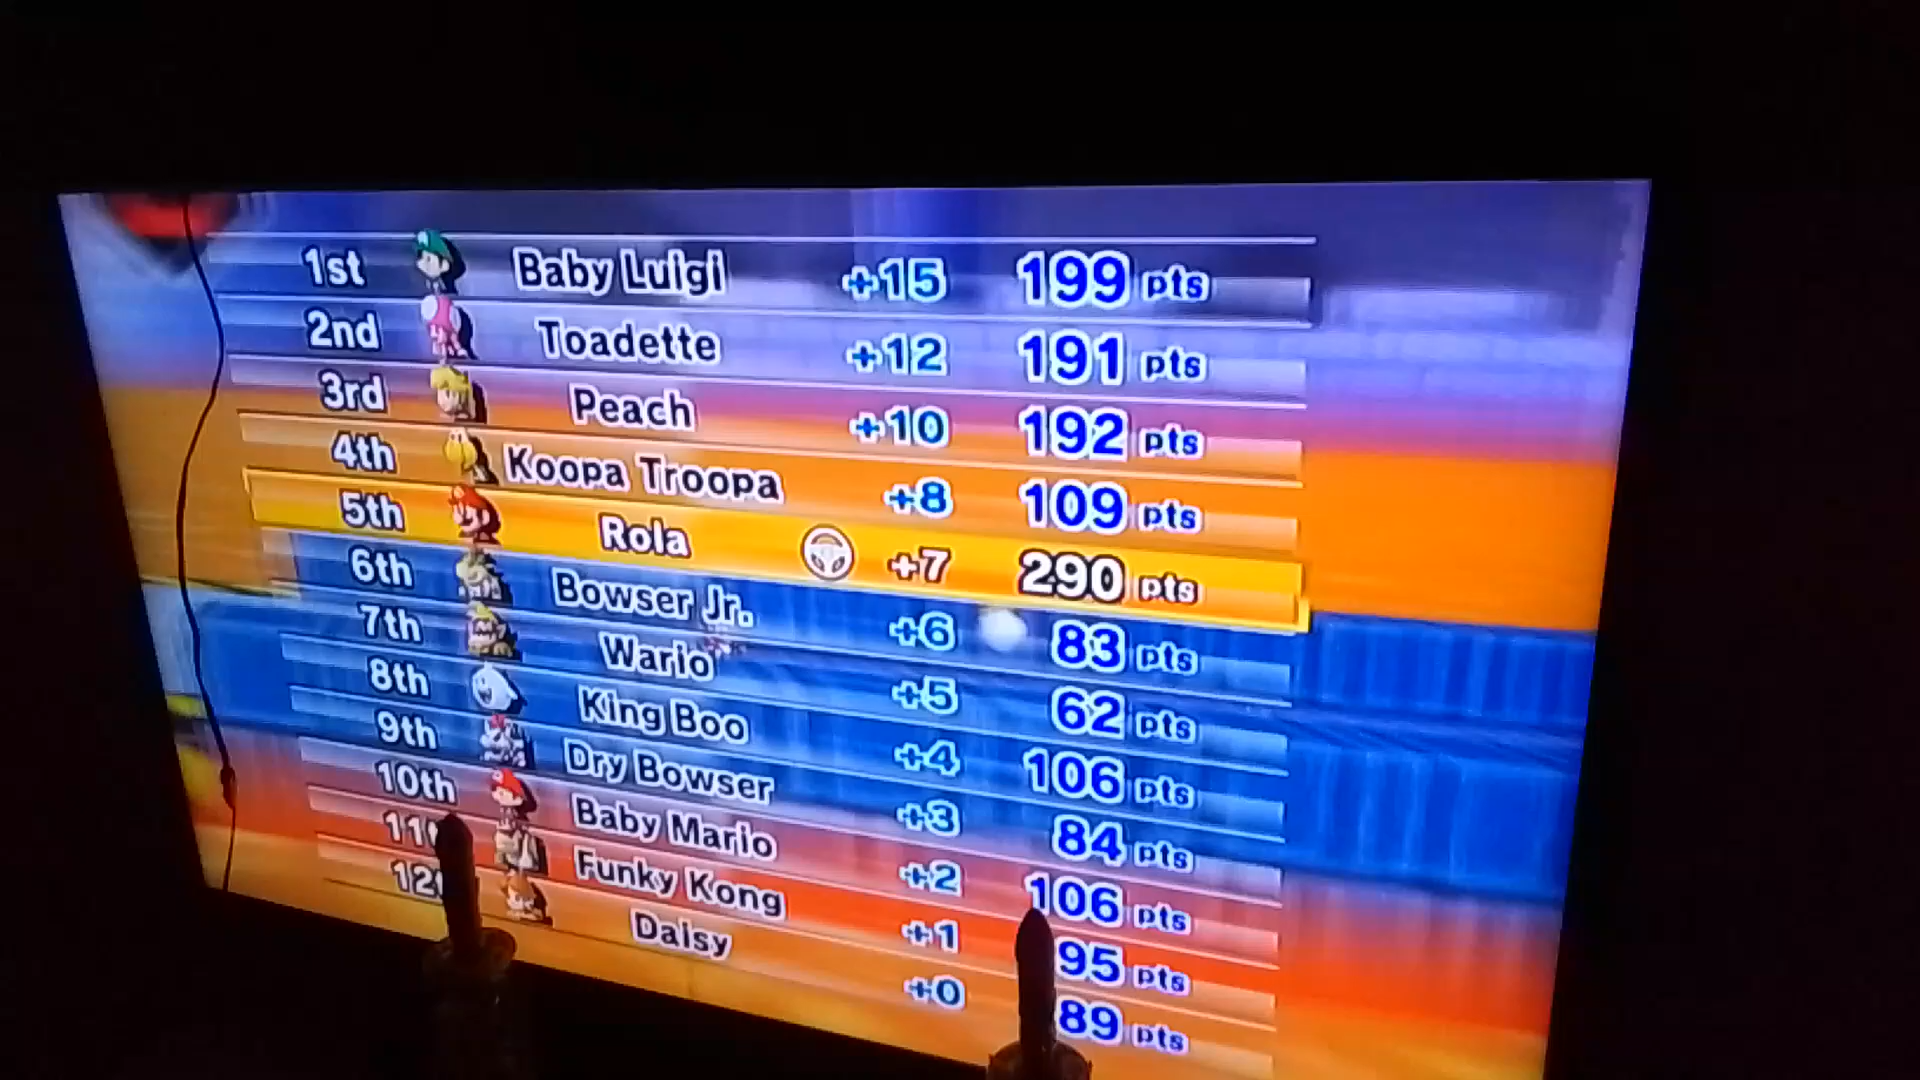 1st Baby Luigi +15 199 pts
2nd Toadette +12 191 pts
3rd Peach +10 192 pts
4th Koopa Troopa +8 109 pts
5th Rola +7 290 pts
6th Bowser Jr. +6 83 pts
7th Wario +5 62 pts
8th King Boo +4 106 pts
9th Dry Bowser +3 84 pts
10th Baby Mario +2 106 pts
11 Funky Kong +1 95 pts
12 Daisy +0 89 pts